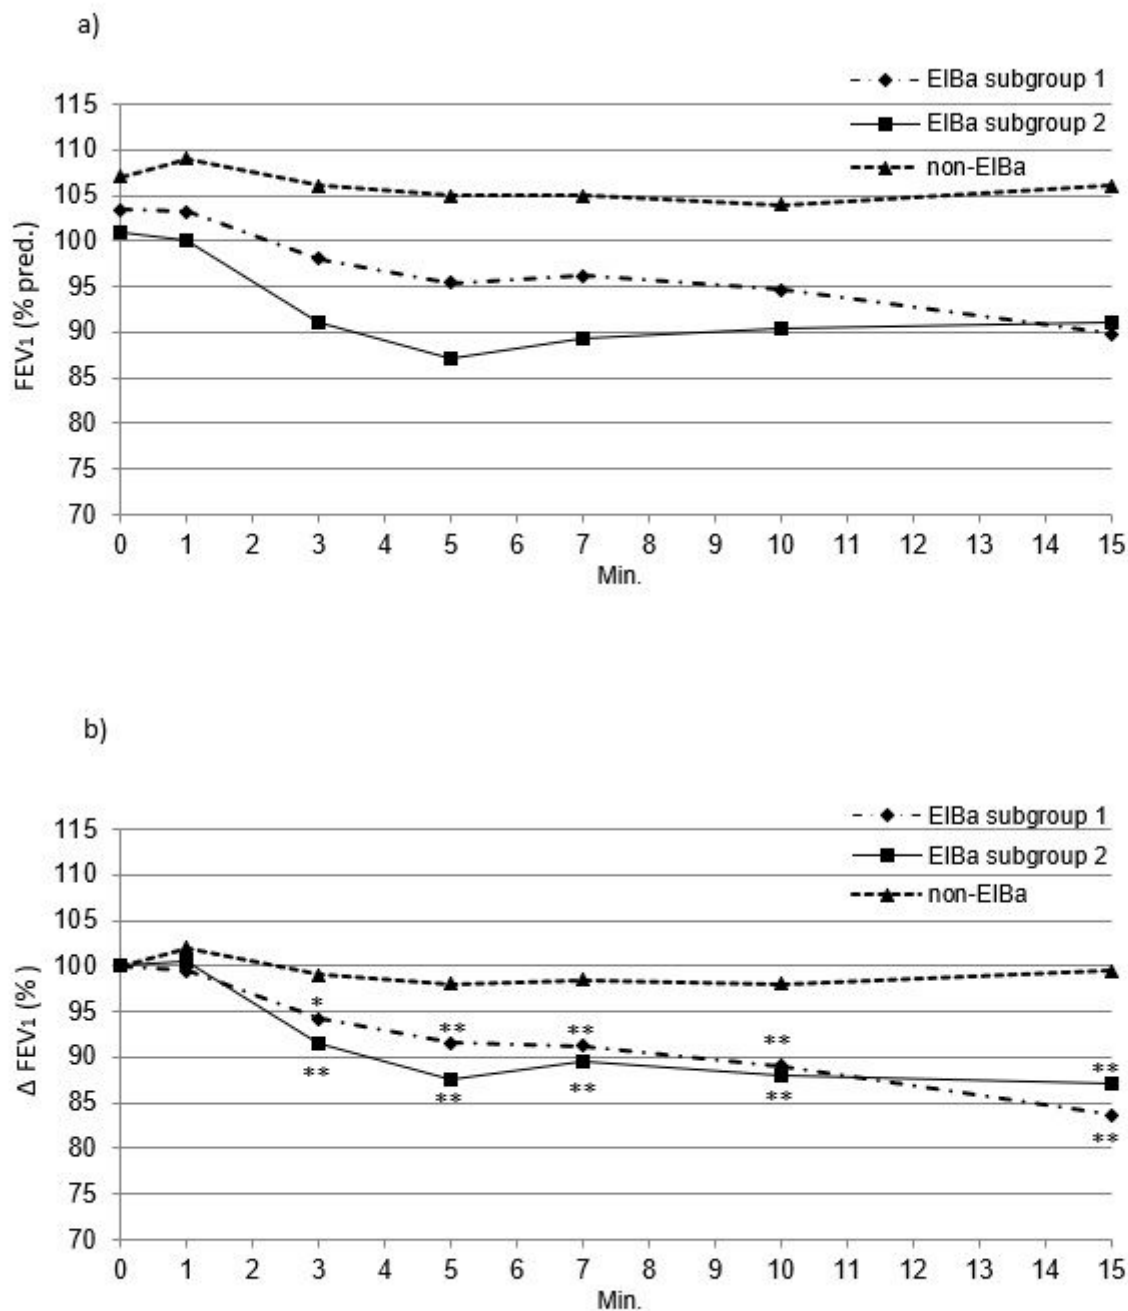 a)
EIBa subgroup 1
EIBa subgroup 2
non-EIBa
115
110
105
100
95
90
85
80
75
70
FEV1 (% pred.)
0 1 2 3 4 5 6 7 8 9 10 11 12 13 14 15
Min.
b)
EIBa subgroup 1
EIBa subgroup 2
non-EIBa
115
110
105
100
95
90
85
80
75
70
Δ FEV1 (%)
* ** ** ** **
** ** ** ** **
0 1 2 3 4 5 6 7 8 9 10 11 12 13 14 15
Min.